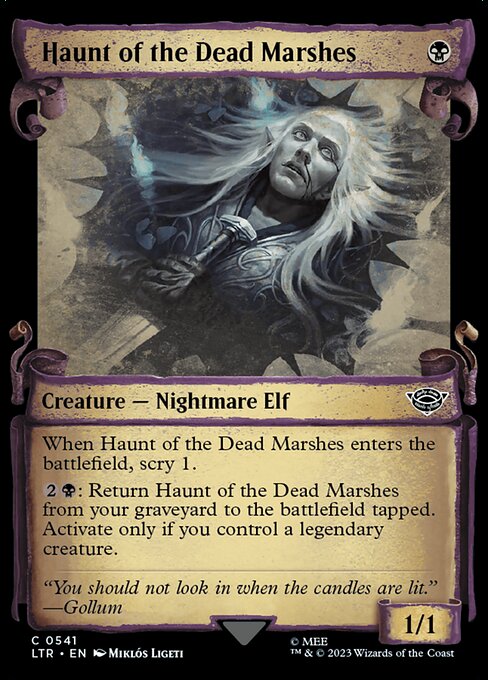 Haunt of the Dead Marshes
Creature — Nightmare Elf
When Haunt of the Dead Marshes enters the
battlefield, scry 1.
2: Return Haunt of the Dead Marshes
from your graveyard to the battlefield tapped.
Activate only if you control a legendary
creature.
“You should not look in when the candles are lit.”
—Gollum
1/1
C 0541
LTR • EN Miklós Ligeti
© MEE
™ & © 2023 Wizards of the Coast